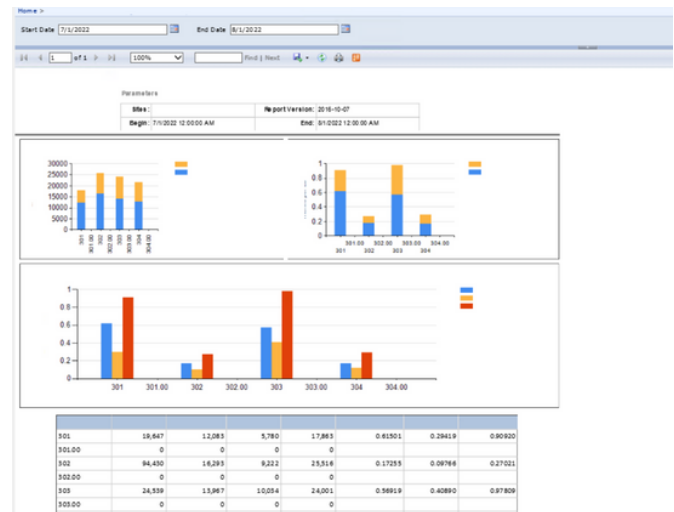 Home >
Start Date 7/1/2022 End Date 8/1/2022
1 of 1 100% Find | Next
Parameters
Sites: Report Version: 2016-10-07
Begin: 7/1/2022 12:00:00 AM End: 8/1/2022 12:00:00 AM
30000
25000
20000
15000
10000
5000
0
301 301.00 302 302.00 303 303.00 304 304.00
1
0.8
0.6
0.4
0.2
0
301.00 302.00 303.00 304.00
301 302 303 304
1
0.8
0.6
0.4
0.2
0
301 301.00 302 302.00 303 303.00 304 304.00
301 19,647 12,083 5,780 17,863 0.61501 0.29419 0.90920
301.00 0 0 0 0
302 94,430 16,293 9,222 25,516 0.17255 0.09766 0.27021
302.00 0 0 0 0
303 24,539 13,967 10,034 24,001 0.56919 0.40890 0.97809
303.00 0 0 0 0